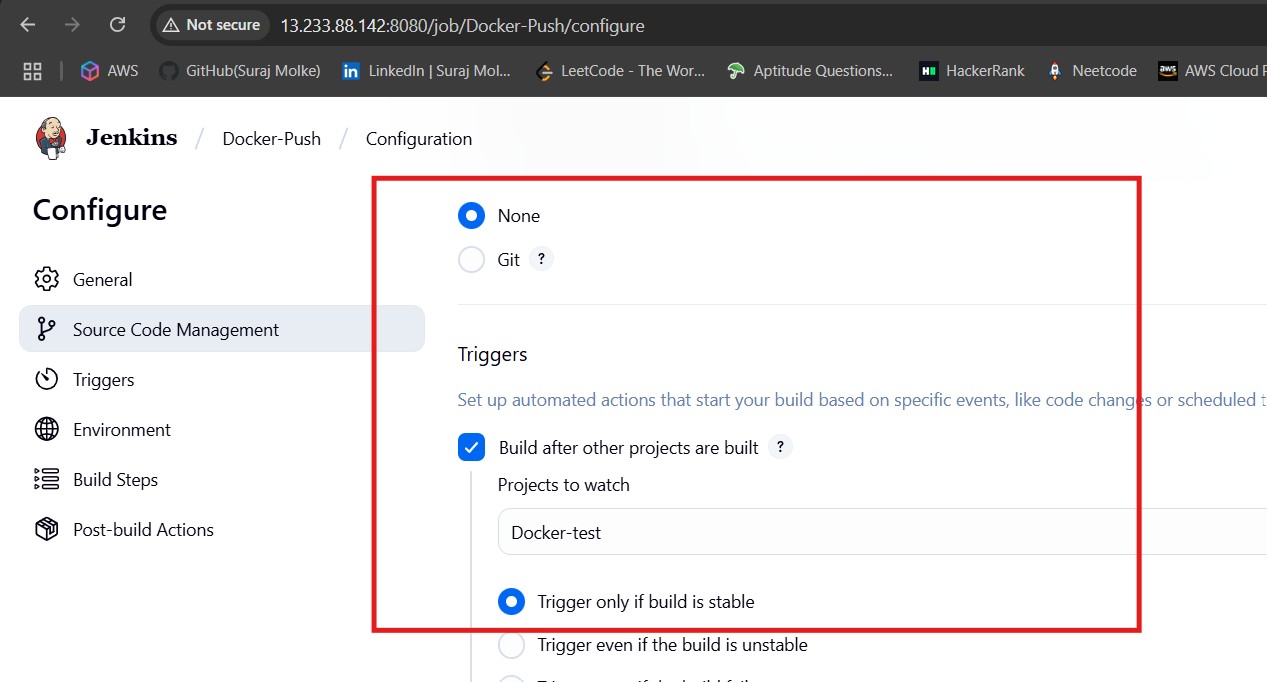 Not secure 13.233.88.142:8080/job/Docker-Push/configure
AWS GitHub(Suraj Molke) LinkedIn | Suraj Mol... LeetCode - The Wor... Aptitude Questions... HackerRank Neetcode AWS Cloud
Jenkins / Docker-Push / Configuration
Configure
General
Source Code Management
Triggers
Environment
Build Steps
Post-build Actions
None
Git ?
Triggers
Set up automated actions that start your build based on specific events, like code changes or scheduled
Build after other projects are built ?
Projects to watch
Docker-test
Trigger only if build is stable
Trigger even if the build is unstable